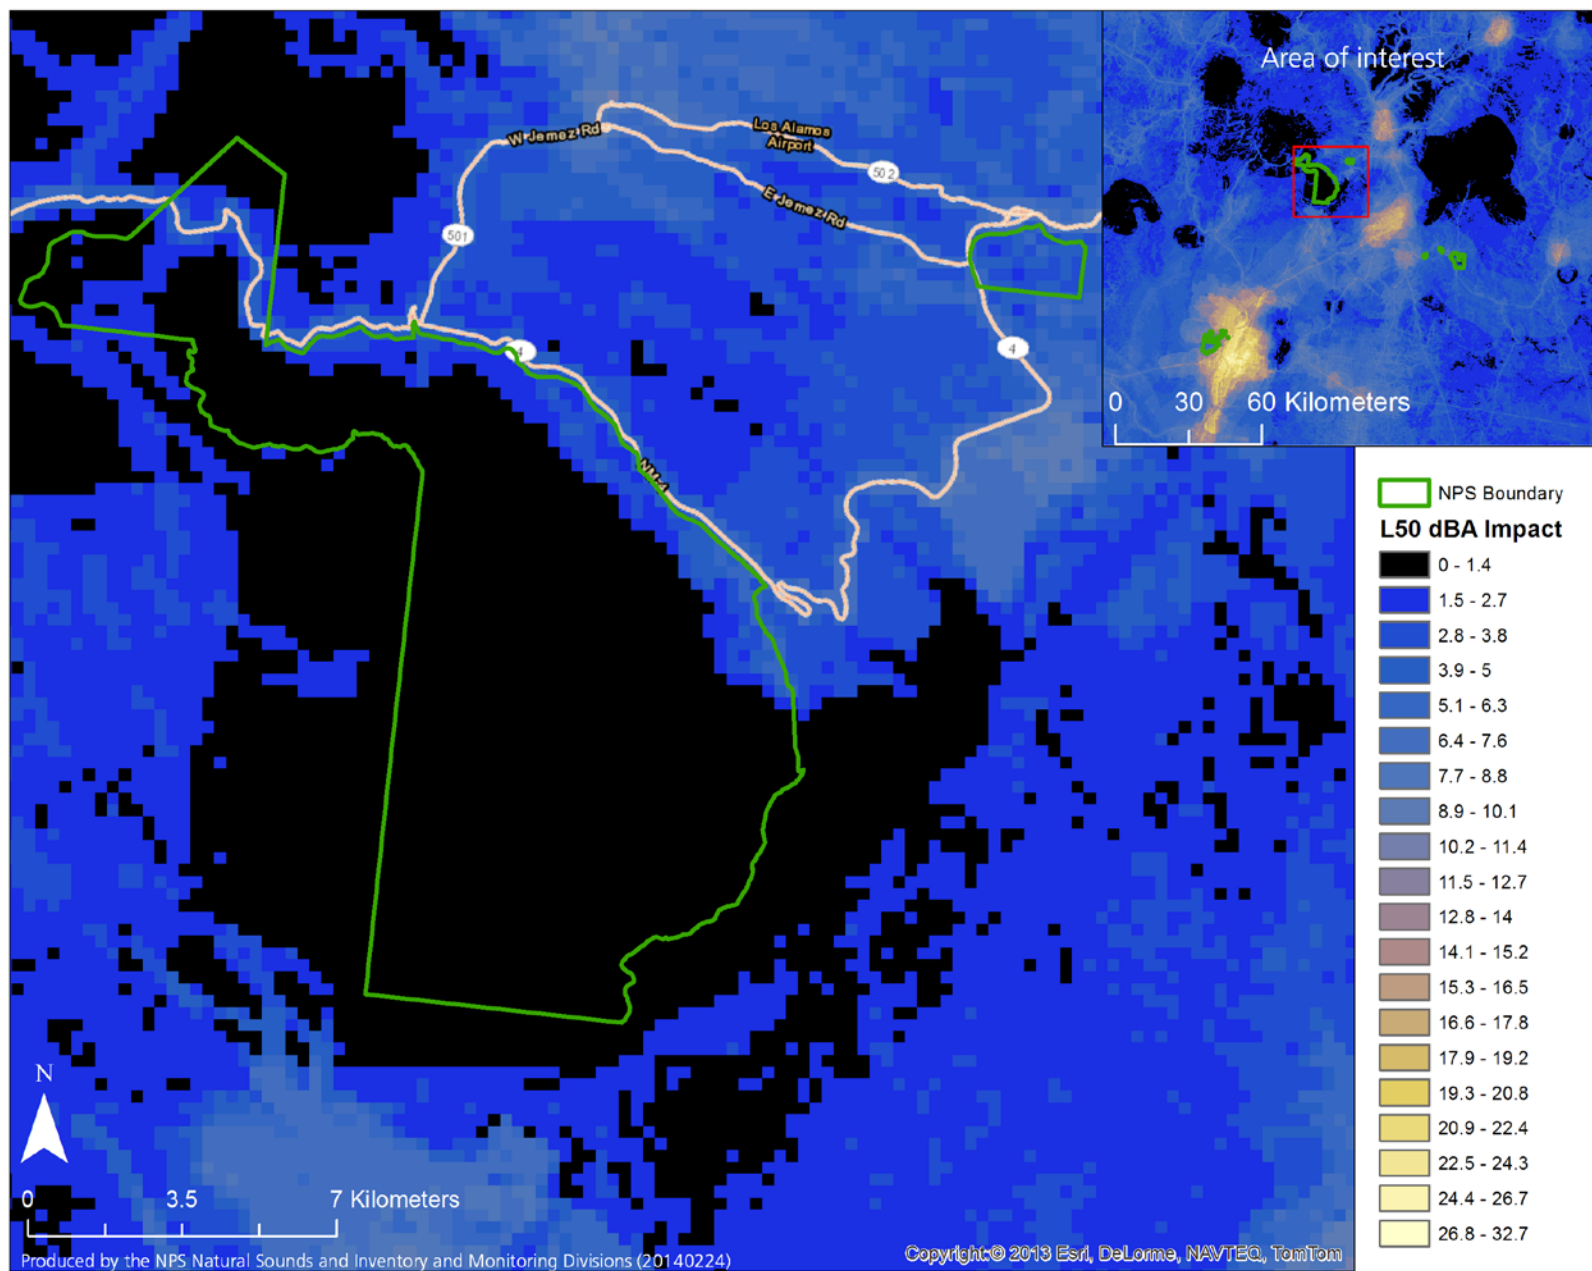 Area of interest
0 30 60 Kilometers
Los Alamos
Airport
W Jemez Rd
502
E Jemez Rd
501
4
4
NM-4
NPS Boundary
L50 dBA Impact
0 - 1.4
1.5 - 2.7
2.8 - 3.8
3.9 - 5
5.1 - 6.3
6.4 - 7.6
7.7 - 8.8
8.9 - 10.1
10.2 - 11.4
11.5 - 12.7
12.8 - 14
14.1 - 15.2
15.3 - 16.5
16.6 - 17.8
17.9 - 19.2
19.3 - 20.8
20.9 - 22.4
22.5 - 24.3
24.4 - 26.7
26.8 - 32.7
N
0 3.5 7 Kilometers
Produced by the NPS Natural Sounds and Inventory and Monitoring Divisions (20140224)
Copyright:© 2013 Esri, DeLorme, NAVTEQ, TomTom